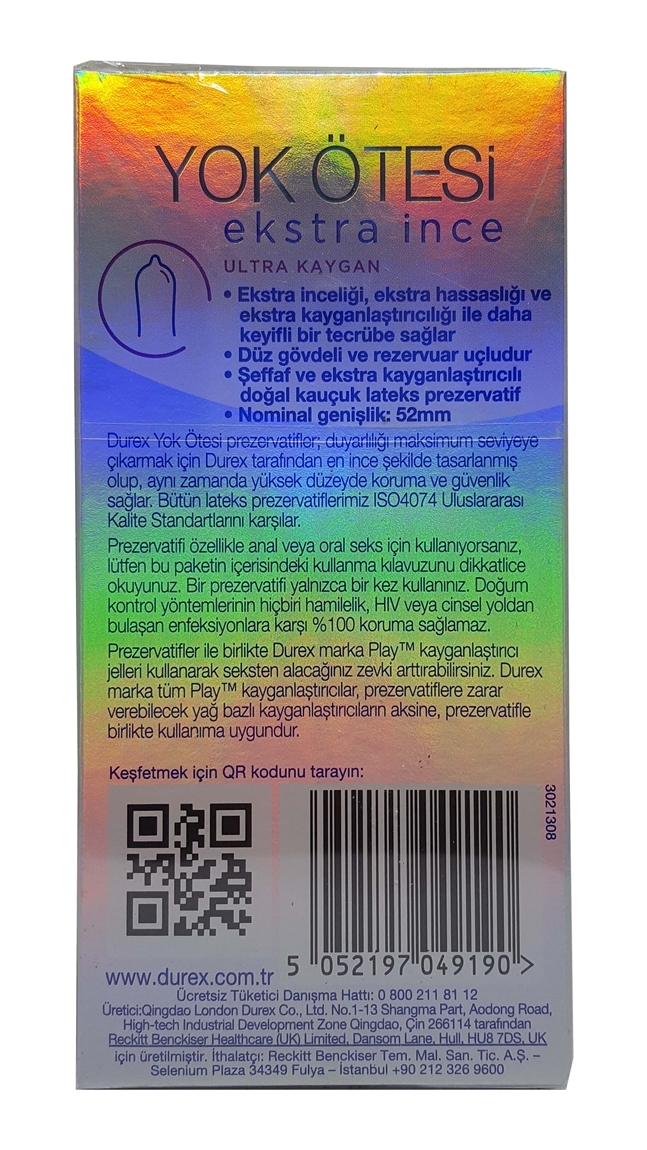 YOK ÖTESİ
ekstra ince
ULTRA KAYGAN
• Ekstra inceliği, ekstra hassaslığı ve
ekstra kayganlaştırıcılığı ile daha
keyifli bir tecrübe sağlar
• Düz gövdeli ve rezervuar uçludur
• Şeffaf ve ekstra kayganlaştırıcılı
doğal kauçuk lateks prezervatif
• Nominal genişlik: 52mm
Durex Yok Ötesi prezervatifler; duyarlılığı maksimum seviyeye
çıkarmak için Durex tarafından en ince şekilde tasarlanmış
olup, aynı zamanda yüksek düzeyde koruma ve güvenlik
sağlar. Bütün lateks prezervatiflerimiz ISO4074 Uluslararası
Kalite Standartlarını karşılar.
Prezervatifi özellikle anal veya oral seks için kullanıyorsanız,
lütfen bu paketin içerisindeki kullanma kılavuzunu dikkatlice
okuyunuz. Bir prezervatifi yalnızca bir kez kullanınız. Doğum
kontrol yöntemlerinin hiçbiri hamilelik, HIV veya cinsel yoldan
bulaşan enfeksiyonlara karşı %100 koruma sağlamaz.
Prezervatifler ile birlikte Durex marka Play™ kayganlaştırıcı
jelleri kullanarak seksten alacağınız zevki arttırabilirsiniz. Durex
marka tüm Play™ kayganlaştırıcılar, prezervatiflere zarar
verebilecek yağ bazlı kayganlaştırıcıların aksine, prezervatifle
birlikte kullanıma uygundur.
Keşfetmek için QR kodunu tarayın:
3021308
5 052197 049190 >
www.durex.com.tr
Ücretsiz Tüketici Danışma Hattı: 0 800 211 81 12
Üretici:Qingdao London Durex Co., Ltd. No.1-13 Shangma Part, Aodong Road,
High-tech Industrial Development Zone Qingdao, Çin 266114 tarafından
Reckitt Benckiser Healthcare (UK) Limited, Dansom Lane, Hull, HU8 7DS, UK
için üretilmiştir. İthalatçı: Reckitt Benckiser Tem. Mal. San. Tic. A.Ş. –
Selenium Plaza 34349 Fulya – İstanbul +90 212 326 9600